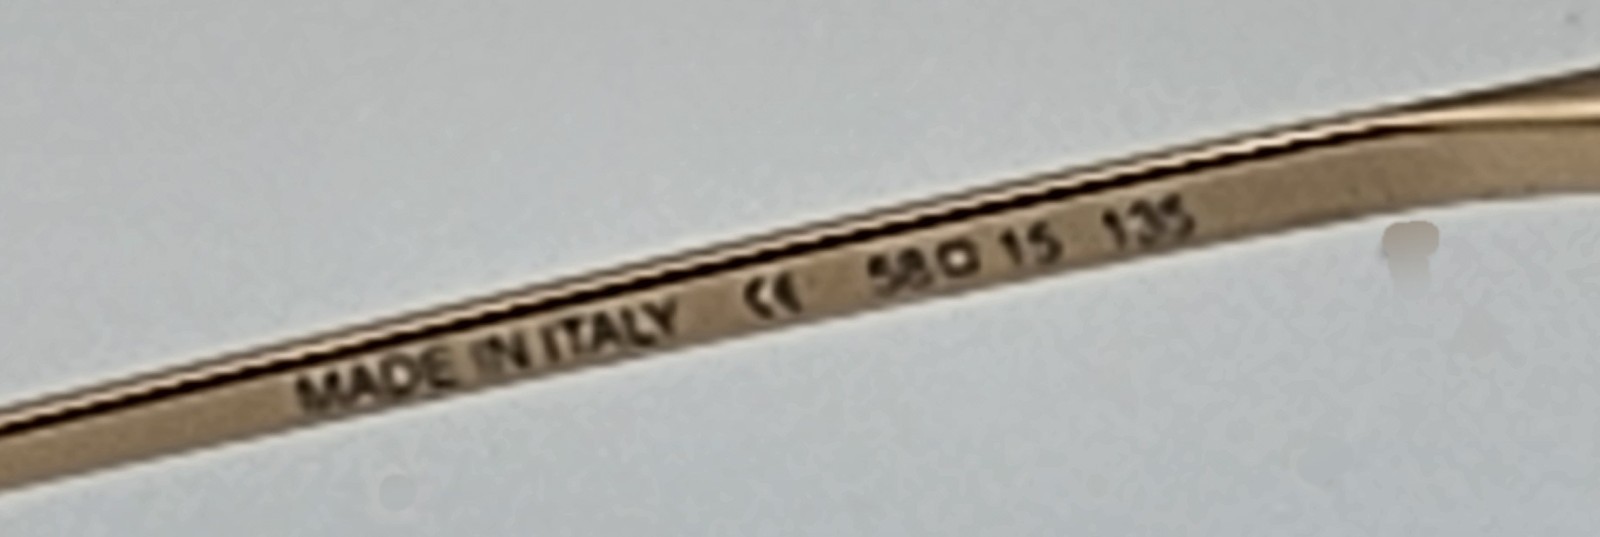 MADE IN ITALY CE 58□15 135